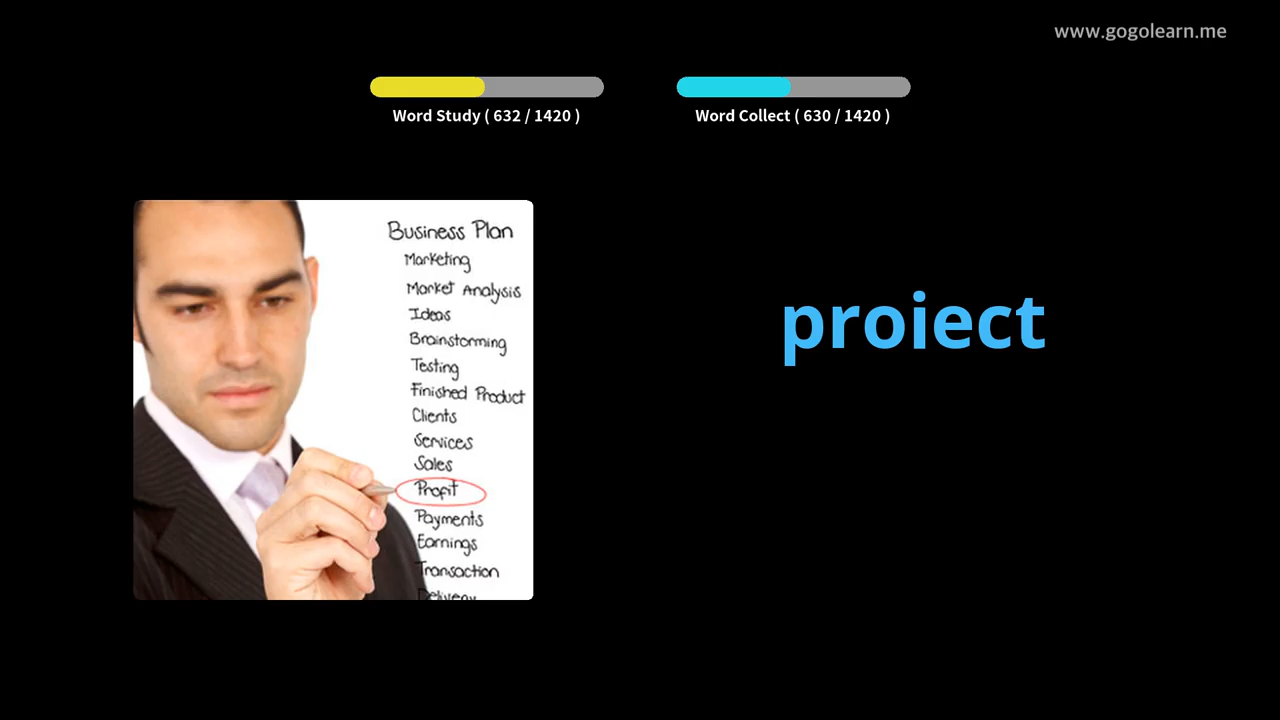 www.gogolearn.me
Word Study ( 632 / 1420 )
Word Collect ( 630 / 1420 )
Business Plan
Marketing
Market Analysis
Ideas
Brainstorming
Testing
Finished Product
Clients
Services
Sales
Profit
Payments
Earnings
Transaction
Delivery
proiect